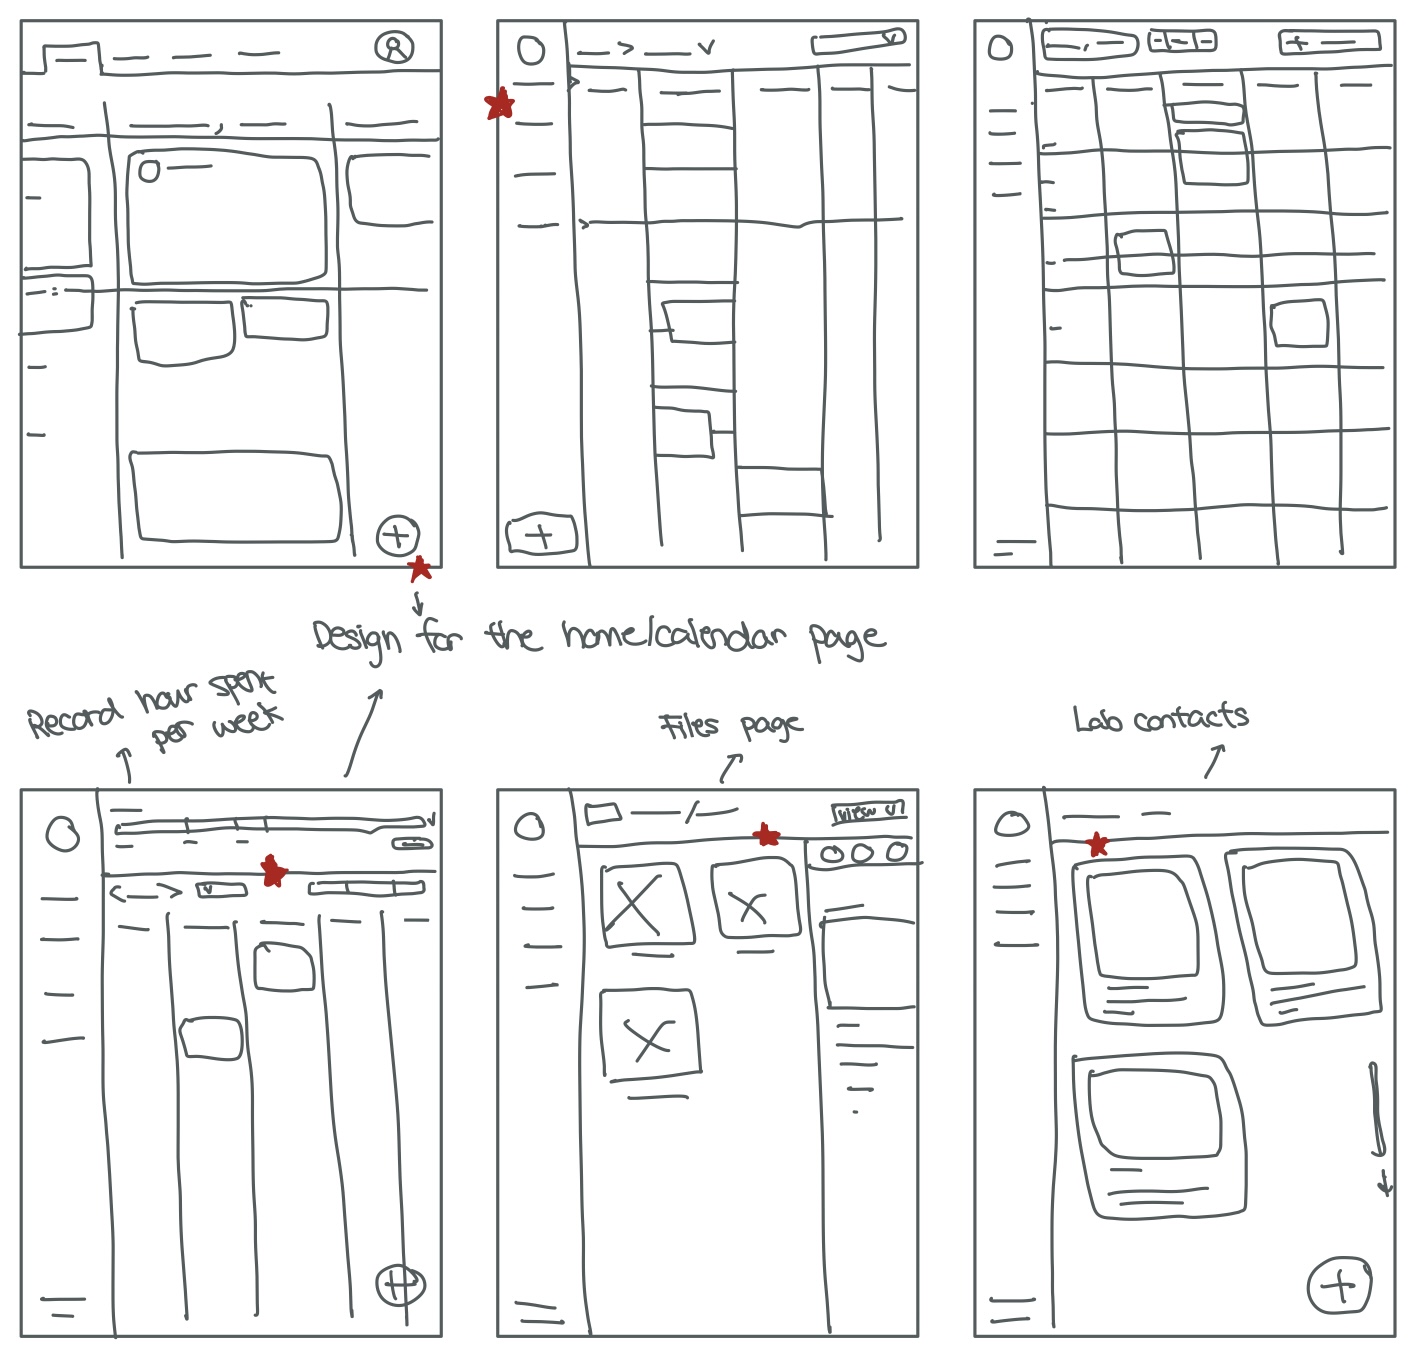 Design for the home/calendar page
Record hour spent
per week
Files page
Lab contacts
view